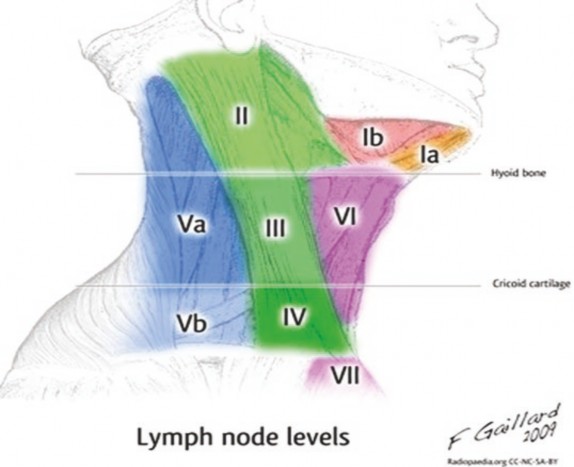 II
Ib
Ia
Hyoid bone
Va
III
VI
Cricoid cartilage
Vb
IV
VII
Lymph node levels
F Gaillard
2009
Radiopaedia.org CC-NC-SA-BY